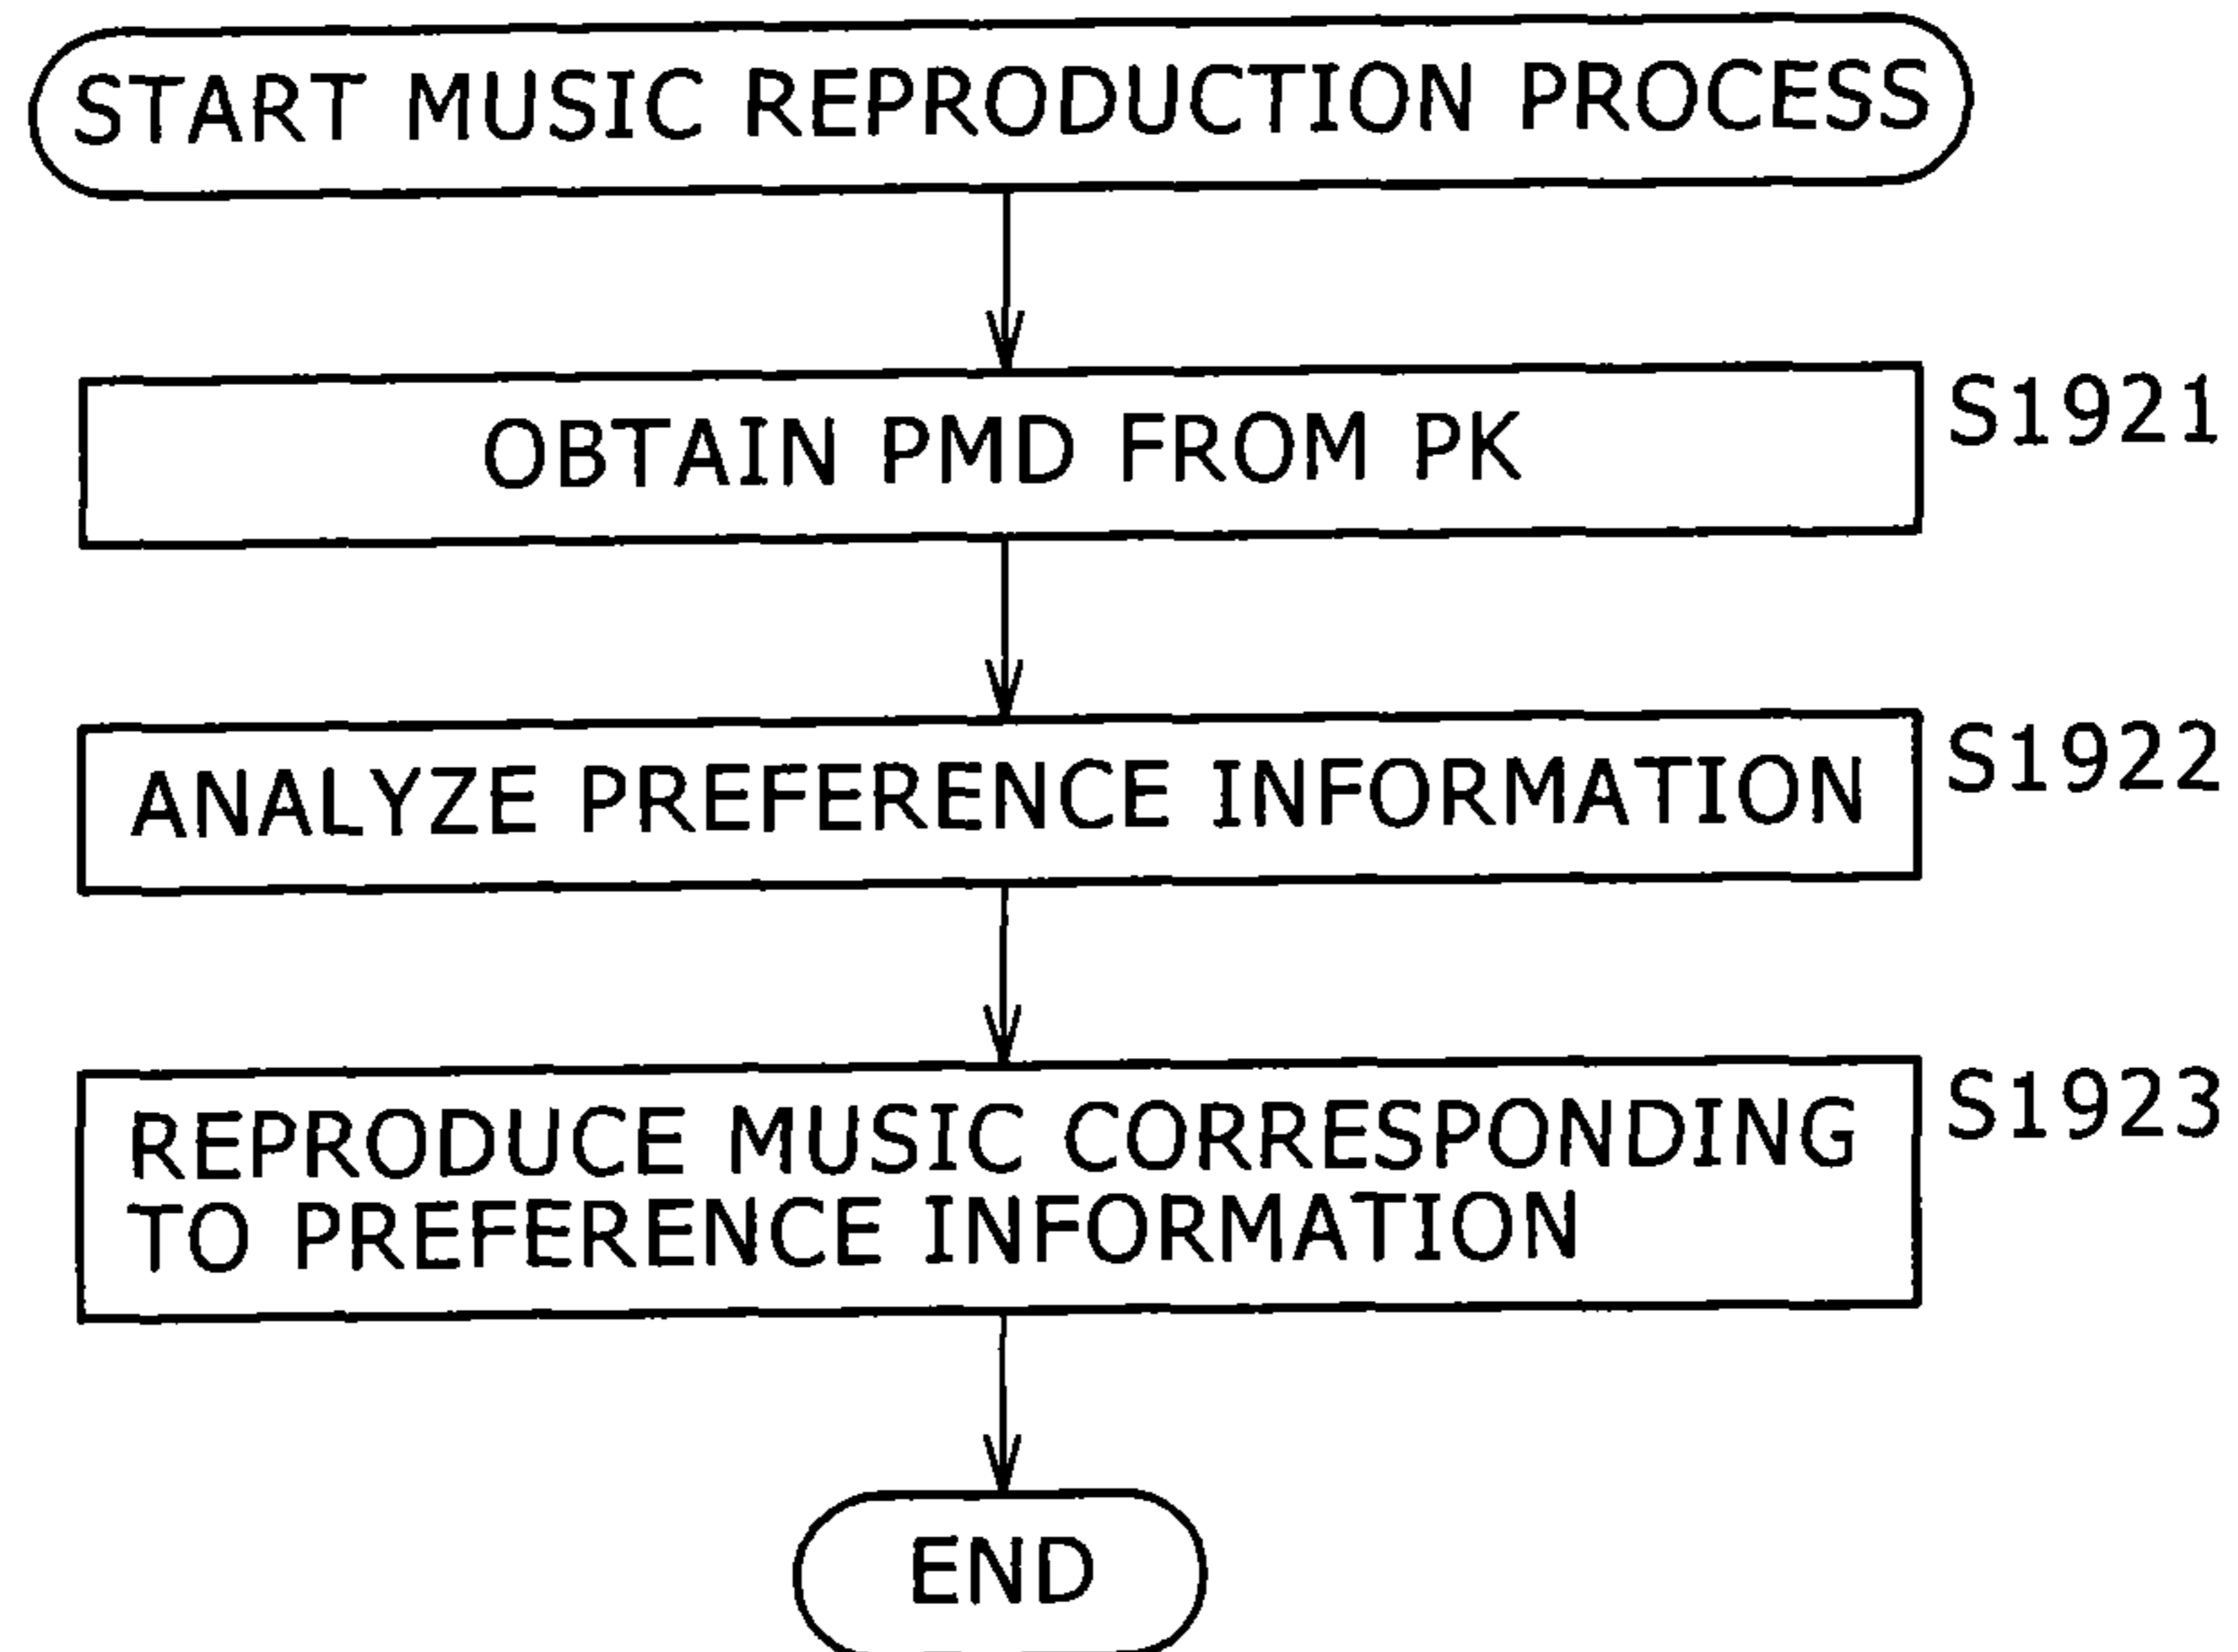 START MUSIC REPRODUCTION PROCESS
OBTAIN PMD FROM PK
S1921
ANALYZE PREFERENCE INFORMATION
S1922
REPRODUCE MUSIC CORRESPONDING
TO PREFERENCE INFORMATION
S1923
END